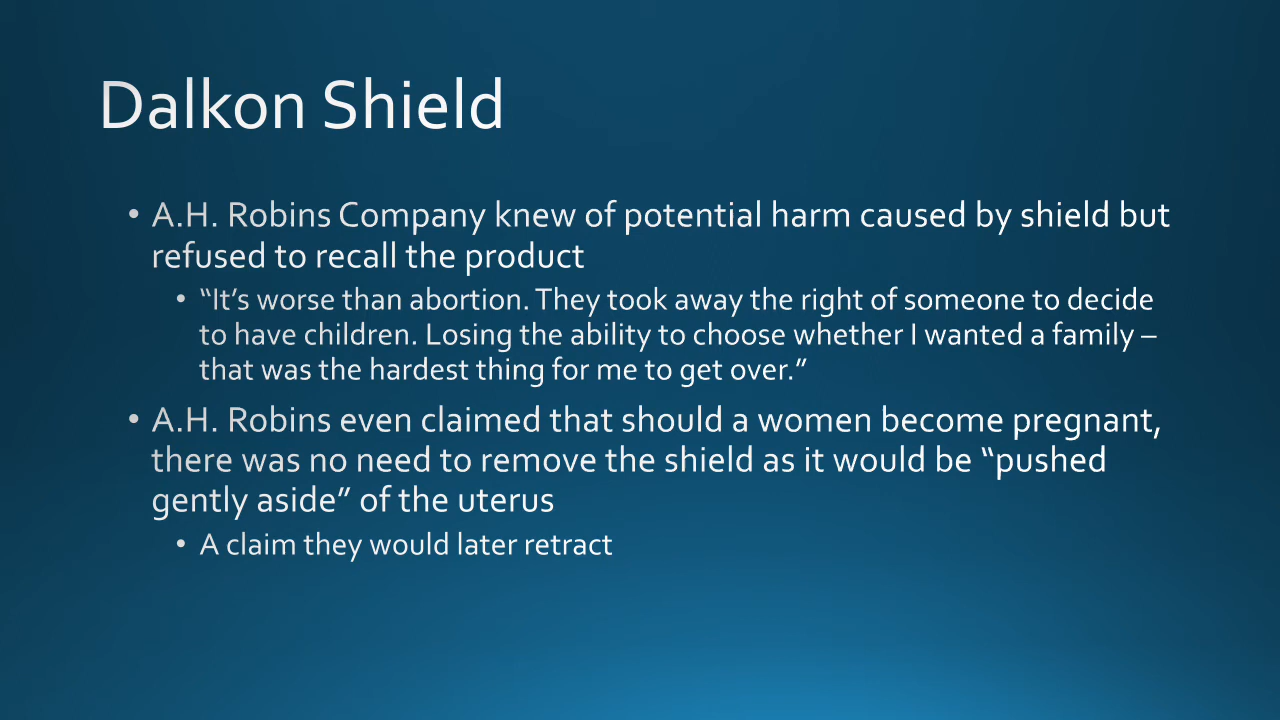 Dalkon Shield
• A.H. Robins Company knew of potential harm caused by shield but
refused to recall the product
• “It’s worse than abortion. They took away the right of someone to decide
to have children. Losing the ability to choose whether I wanted a family –
that was the hardest thing for me to get over.”
• A.H. Robins even claimed that should a women become pregnant,
there was no need to remove the shield as it would be “pushed
gently aside” of the uterus
• A claim they would later retract